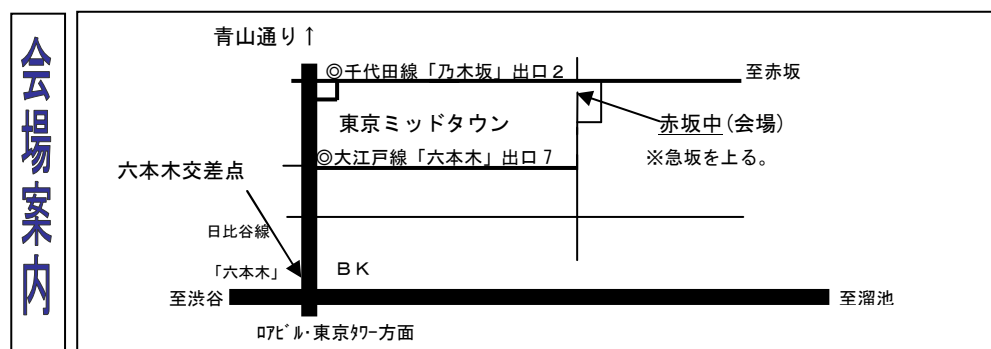 会場案内
青山通り↑
◎千代田線「乃木坂」出口2
至赤坂
東京ミッドタウン
赤坂中(会場)
◎大江戸線「六本木」出口7
※急坂を上る。
六本木交差点
日比谷線
「六本木」
ＢＫ
至渋谷
至溜池
ﾛｱﾋﾞﾙ・東京ﾀﾜｰ方面